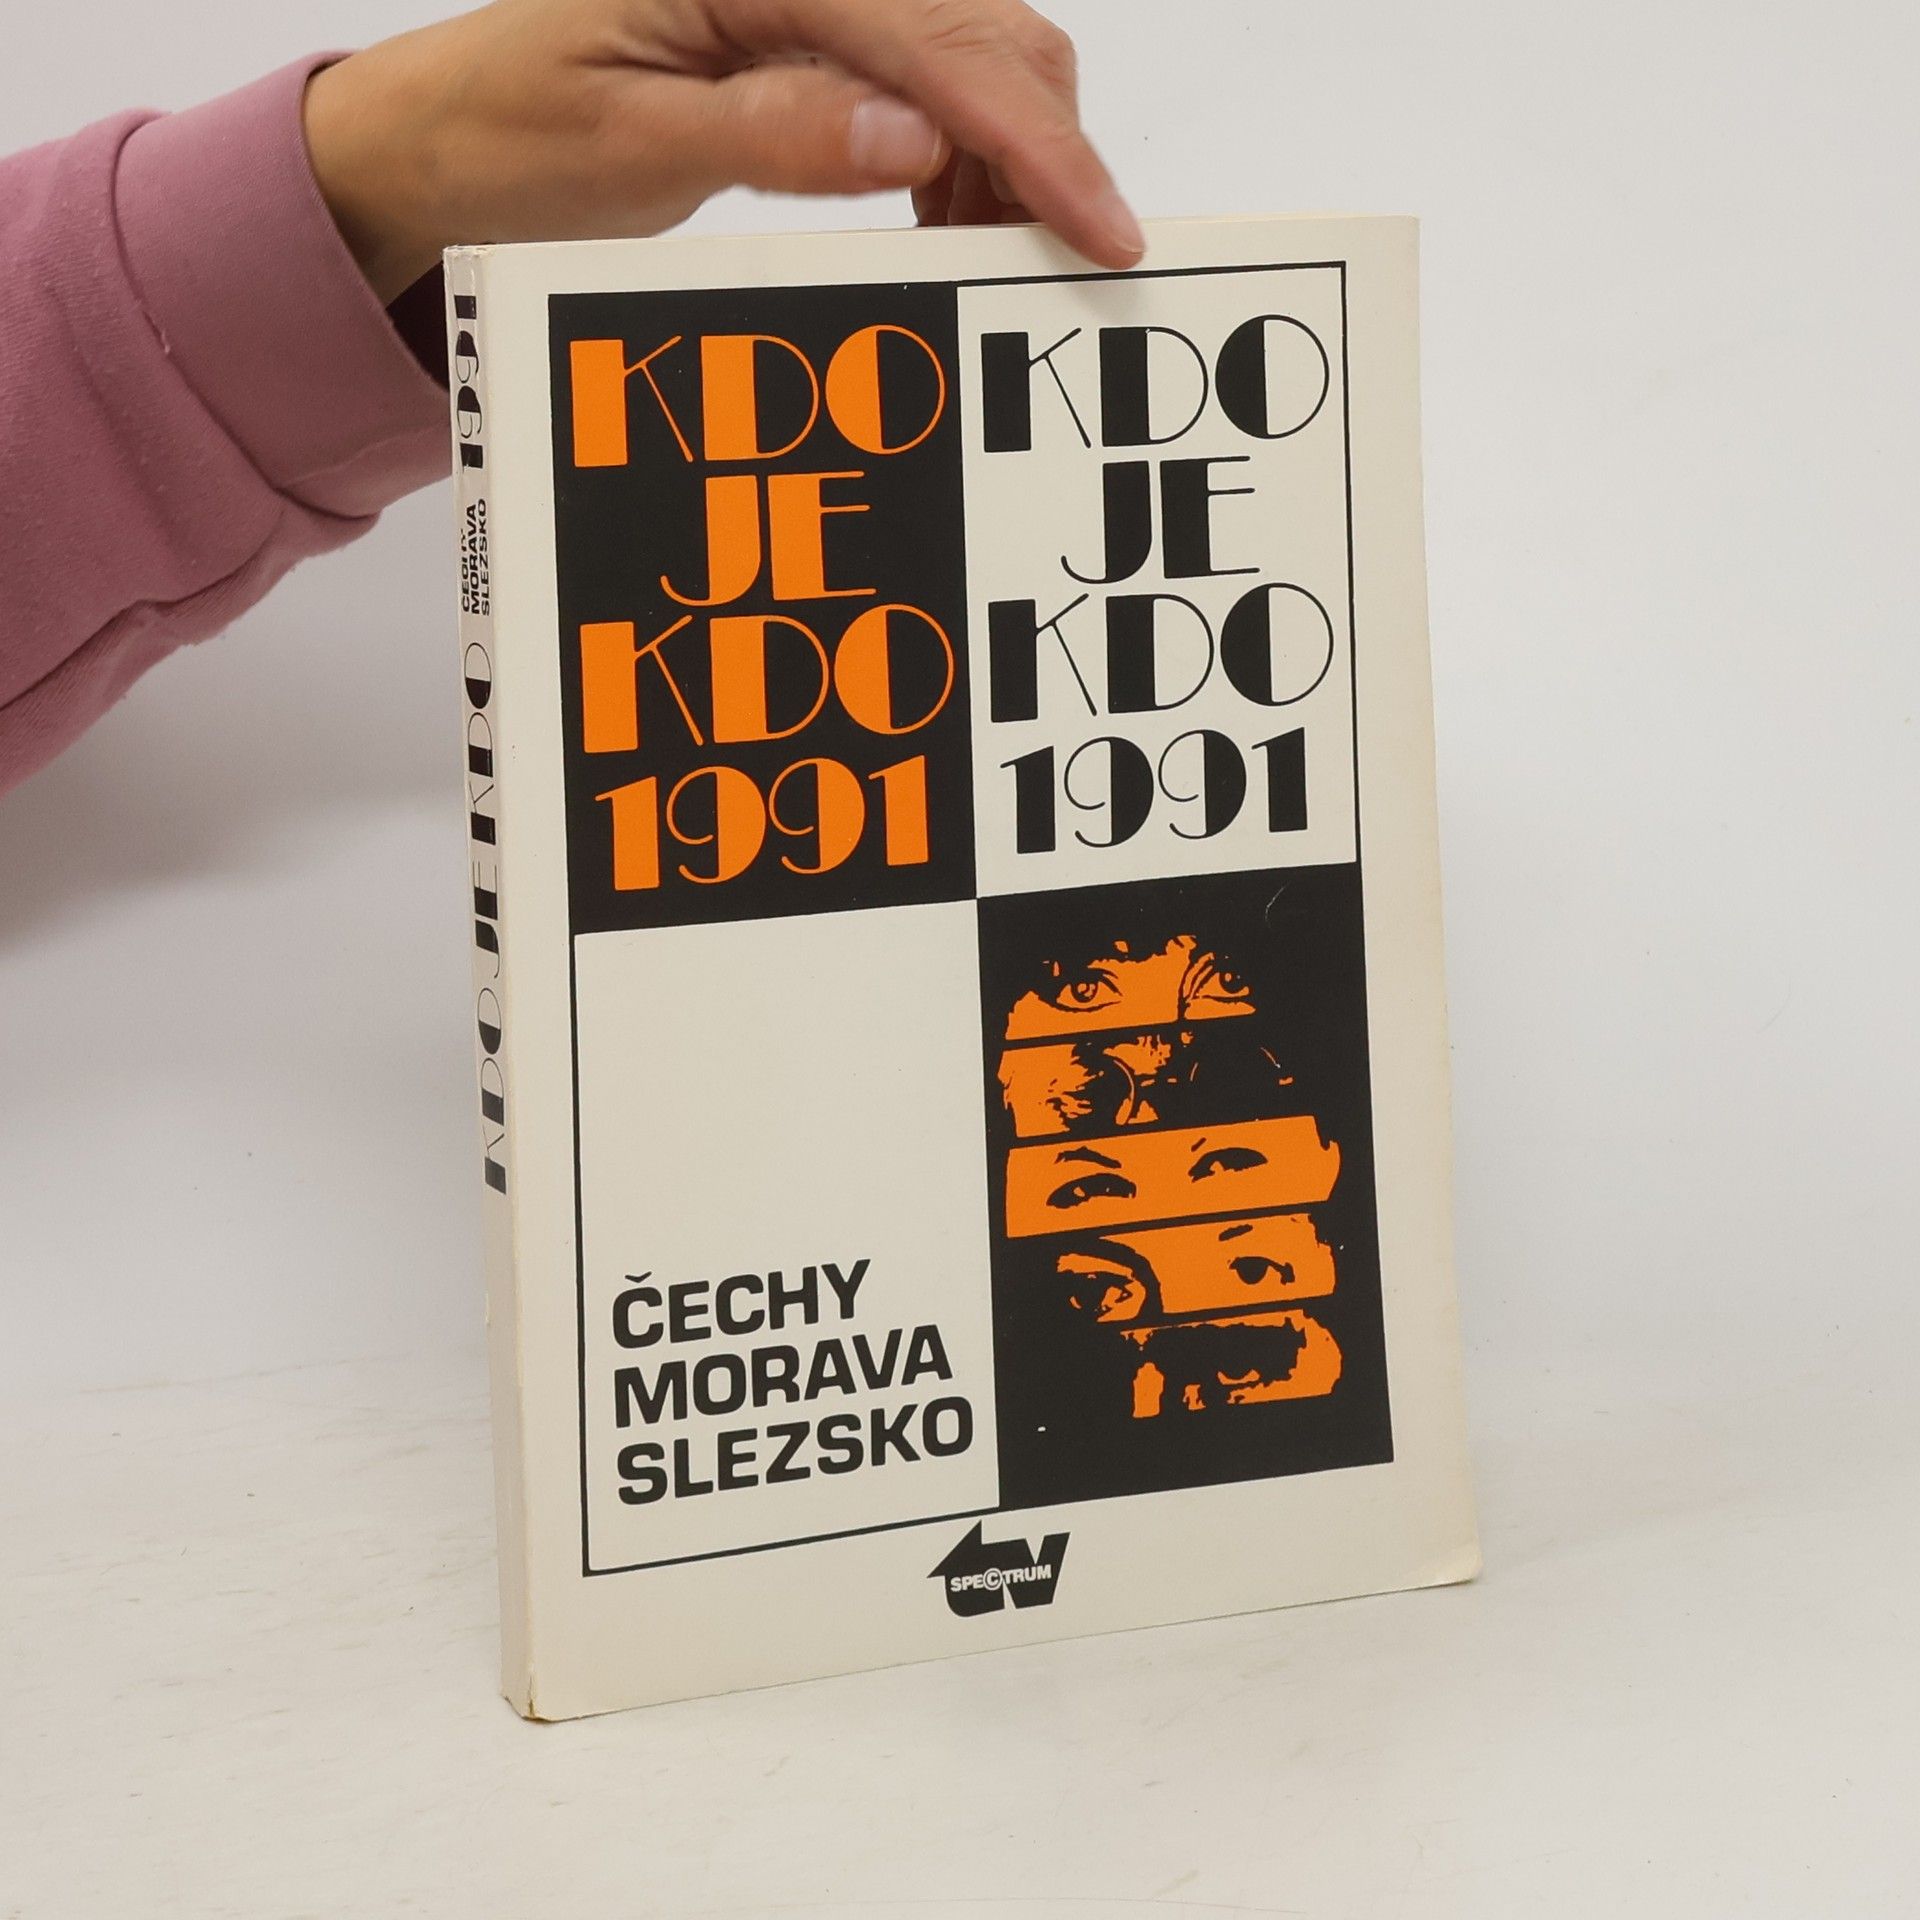 KDO JE KDO ČECHY MORAVA SLEZSKO 1991
KDO
JE
KDO
1991
KDO
JE
KDO
1991
ČECHY
MORAVA
SLEZSKO
tv
SPECTRUM